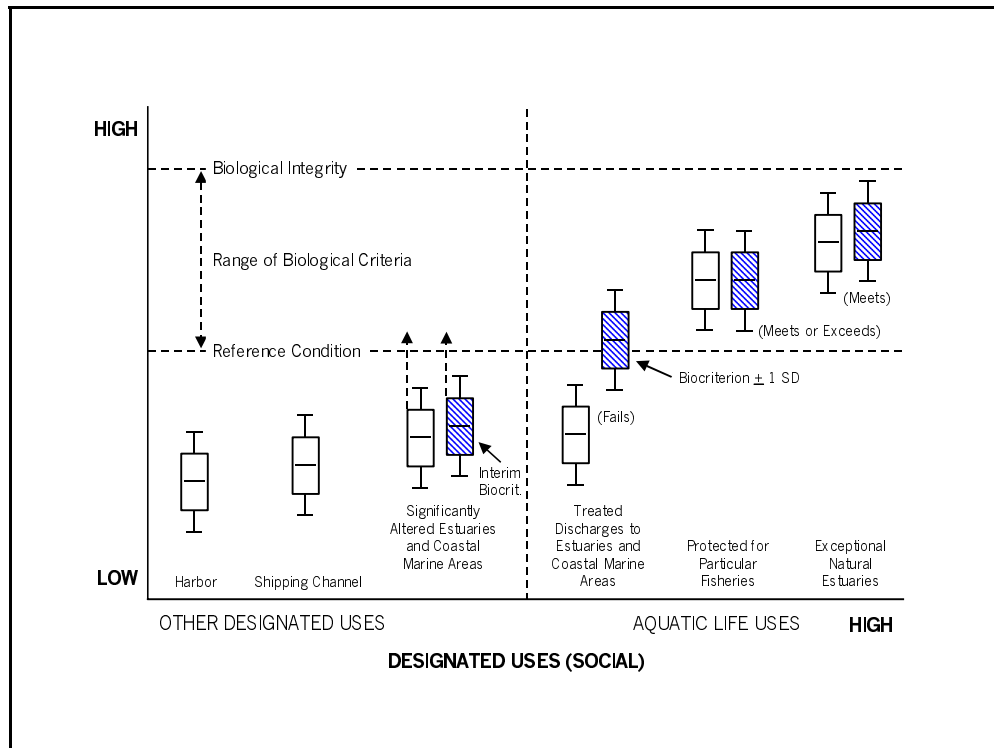 HIGH
Biological Integrity
Range of Biological Criteria
(Meets)
(Meets or Exceeds)
Reference Condition
Biocriterion ± 1 SD
(Fails)
Interim
Biocrit.
Significantly
Altered Estuaries
and Coastal
Marine Areas
Treated
Discharges to
Estuaries and
Coastal Marine
Areas
Protected for
Particular
Fisheries
Exceptional
Natural
Estuaries
LOW
Harbor
Shipping Channel
OTHER DESIGNATED USES
AQUATIC LIFE USES
HIGH
DESIGNATED USES (SOCIAL)